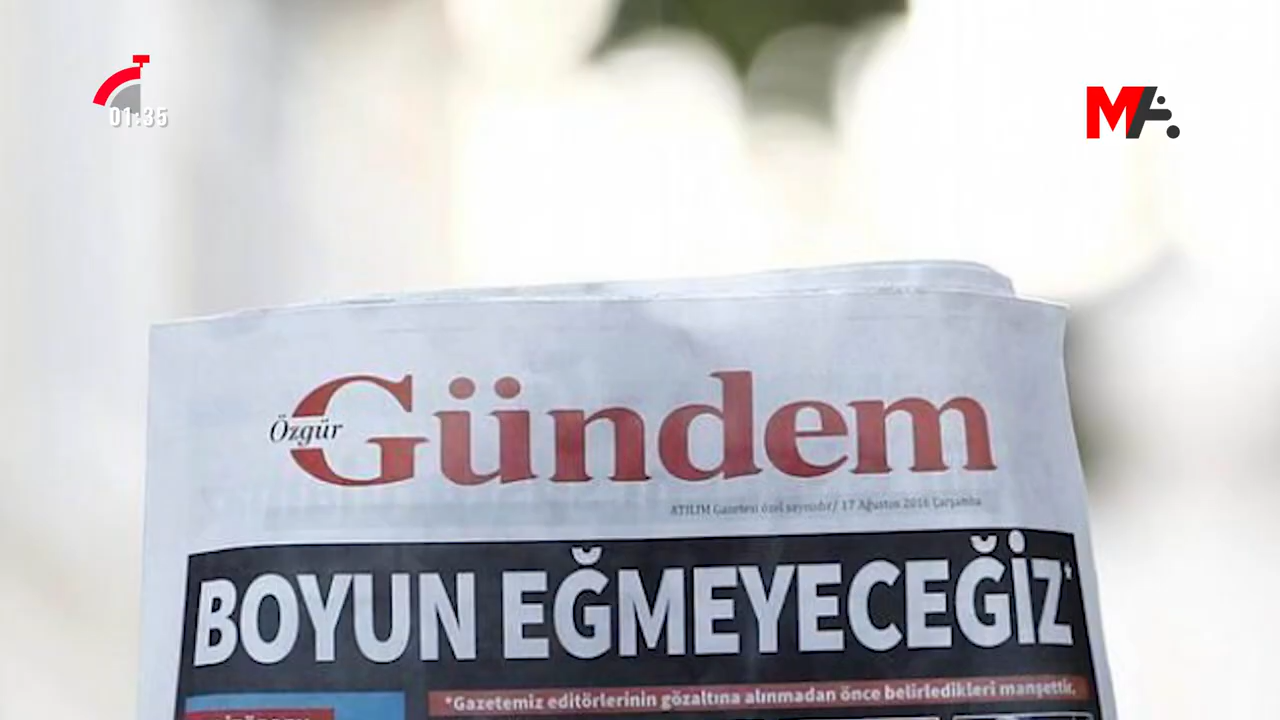 01:35
MA
Özgür Gündem
ATILIM Gazetesi özel sayısıdır/ 17 Ağustos 2016 Çarşamba
BOYUN EĞMEYECEĞİZ*
*Gazetemiz editörlerinin gözaltına alınmadan önce belirledikleri manşettir.